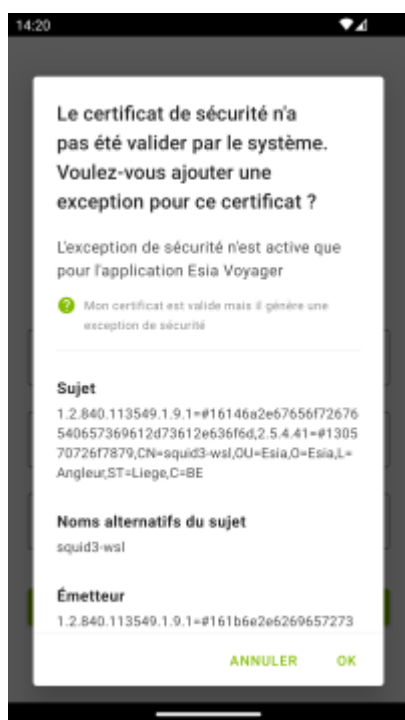 14:20
Le certificat de sécurité n'a
pas été valider par le système.
Voulez-vous ajouter une
exception pour ce certificat ?
L'exception de sécurité n'est active que
pour l'application Esia Voyager
Mon certificat est valide mais il génère une
exception de sécurité
Sujet
1.2.840.113549.1.9.1=#16146a2e67656f72676
540657369612d73612e636f6d,2.5.4.41=#1305
70726f7879,CN=squid3-wsl,OU=Esia,O=Esia,L=
Angleur,ST=Liege,C=BE
Noms alternatifs du sujet
squid3-wsl
Émetteur
1.2.840.113549.1.9.1=#161b6e2e6269657273
ANNULER OK